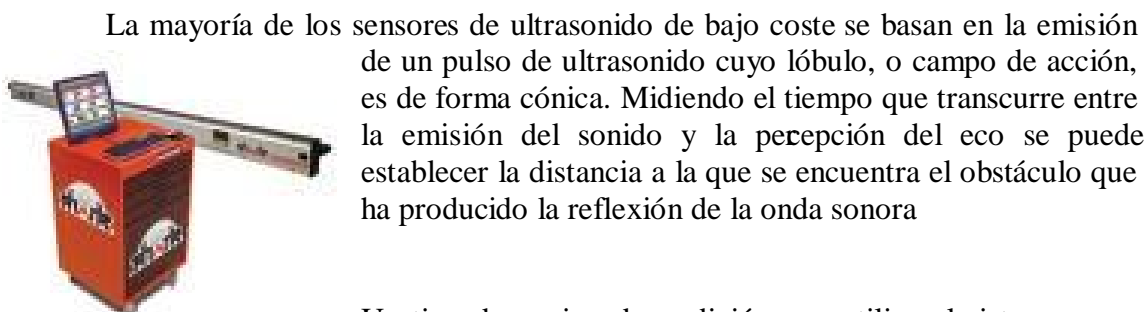 La mayoría de los sensores de ultrasonido de bajo coste se basan en la emisión
de un pulso de ultrasonido cuyo lóbulo, o campo de acción,
es de forma cónica. Midiendo el tiempo que transcurre entre
la emisión del sonido y la percepción del eco se puede
establecer la distancia a la que se encuentra el obstáculo que
ha producido la reflexión de la onda sonora